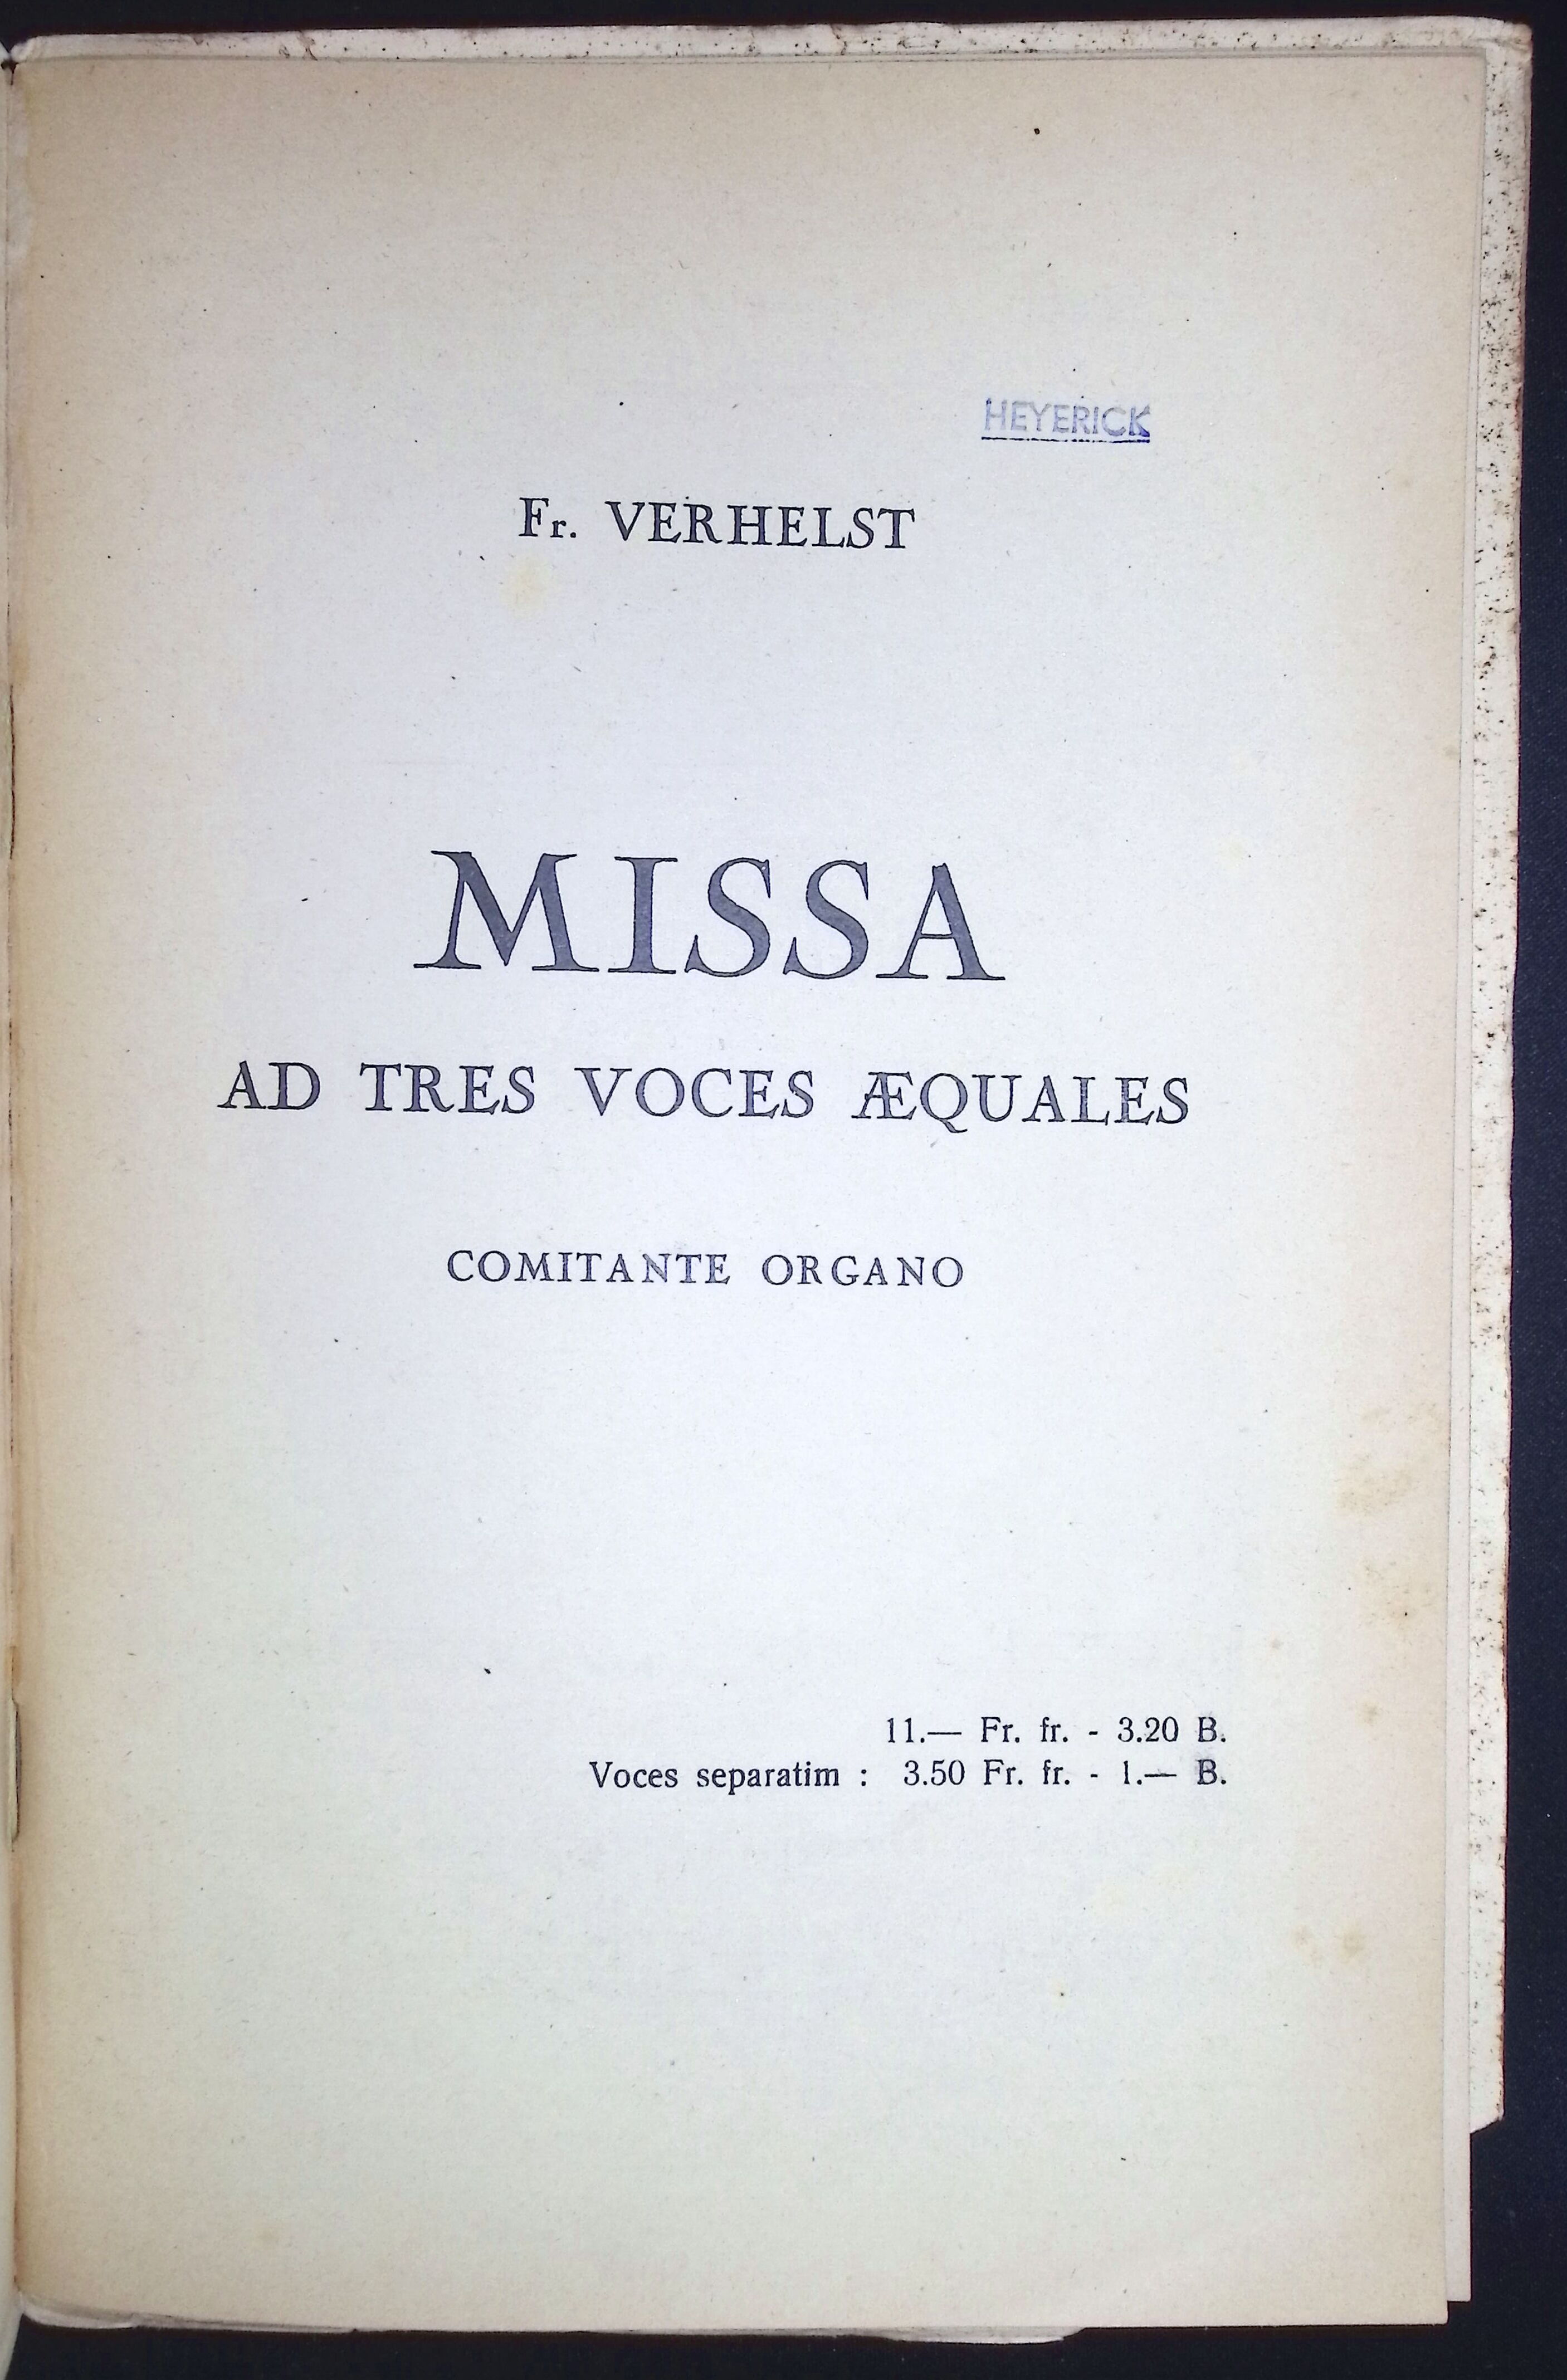 HEYERICK
Fr. VERHELST
MISSA
AD TRES VOCES ÆQUALES
COMITANTE ORGANO
11.— Fr. fr. - 3.20 B.
Voces separatim : 3.50 Fr. fr. - 1.— B.